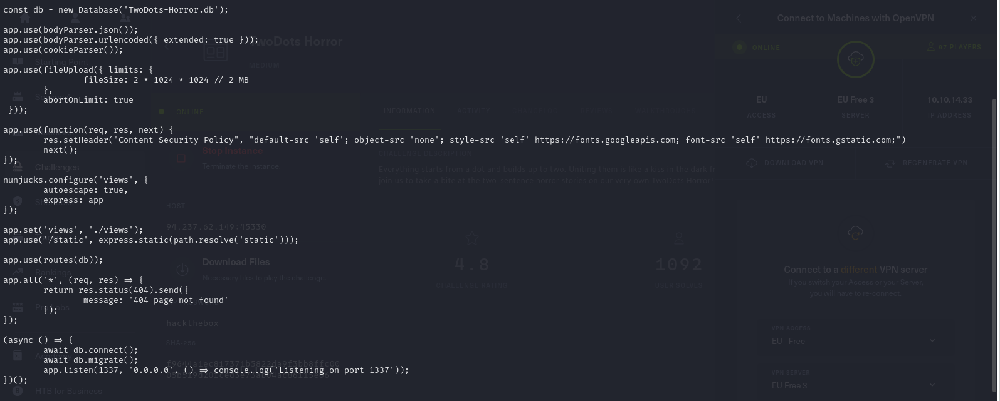 const db = new Database('TwoDots-Horror.db');
app.use(bodyParser.json());
app.use(bodyParser.urlencoded({ extended: true }));
app.use(cookieParser());
app.use(fileUpload({ limits: {
fileSize: 2 * 1024 * 1024 // 2 MB
},
abortOnLimit: true
}));
app.use(function(req, res, next) {
res.setHeader("Content-Security-Policy", "default-src 'self'; object-src 'none'; style-src 'self' https://fonts.googleapis.com; font-src 'self' https://fonts.gstatic.com;")
next();
});
nunjucks.configure('views', {
autoescape: true,
express: app
});
app.set('views', './views');
app.use('/static', express.static(path.resolve('static')));
app.use(routes(db));
app.all('*', (req, res) => {
return res.status(404).send({
message: '404 page not found'
});
});
(async () => {
await db.connect();
await db.migrate();
app.listen(1337, '0.0.0.0', () => console.log('Listening on port 1337'));
})();
TwoDots Horror
MEDIUM
Starting Point
ONLINE
INFORMATION
ACTIVITY
Stop Instance
Terminate the instance.
CHALLENGE DESCRIPTION
Everything starts from a dot and builds up to two. Uniting them is like a kiss in the dark fr
join us to take a bite at the two-sentence horror stories on our very own TwoDots Horror
Challenges
HOST
94.237.62.149:45330
Download Files
Necessary files to play the challenge.
4.8
CHALLENGE RATING
1092
USER SOLVES
Rankings
hackthebox
SHA-256
HTB for Business
Connect to Machines with OpenVPN
ONLINE
97 PLAYERS
EU
EU Free 3
10.10.14.33
ACCESS
SERVER
IP ADDRESS
DOWNLOAD VPN
REGENERATE VPN
Connect to a different VPN server
If you switch your Access or your Server,
you will have to re-connect.
VPN ACCESS
EU - Free
VPN SERVER
EU Free 3